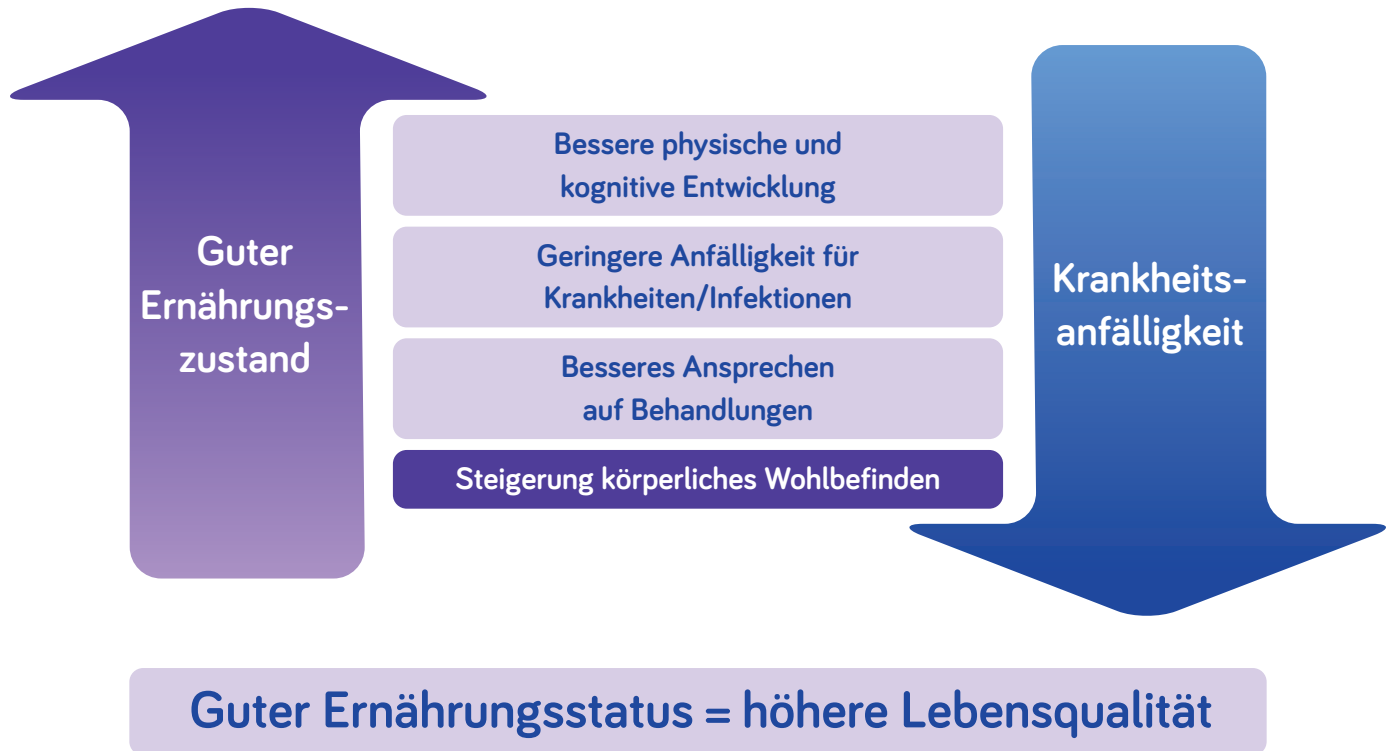 Guter
Ernährungs-
zustand
Bessere physische und
kognitive Entwicklung
Geringere Anfälligkeit für
Krankheiten/Infektionen
Besseres Ansprechen
auf Behandlungen
Steigerung körperliches Wohlbefinden
Krankheits-
anfälligkeit
Guter Ernährungsstatus = höhere Lebensqualität